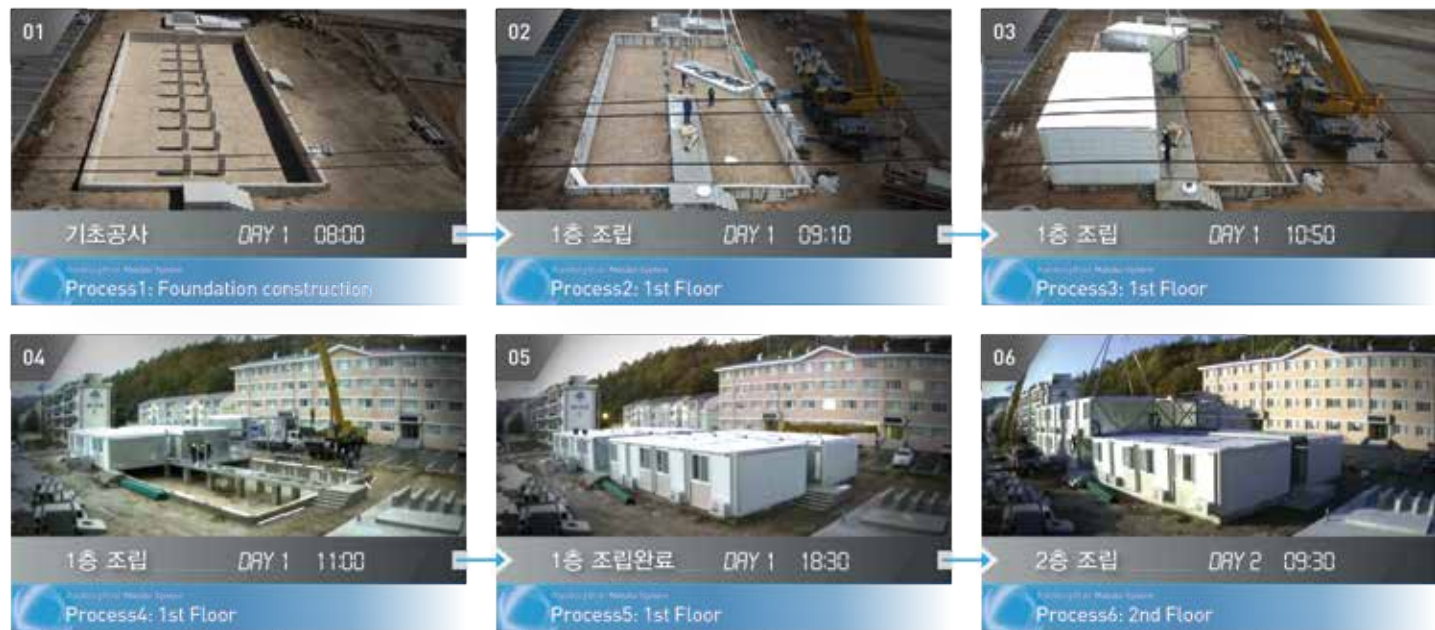 01
기초공사 DAY 1 08:00
Process1: Foundation construction
02
1층 조립 DAY 1 09:10
Process2: 1st Floor
03
1층 조립 DAY 1 10:50
Process3: 1st Floor
04
1층 조립 DAY 1 11:00
Process4: 1st Floor
05
1층 조립완료 DAY 1 18:30
Process5: 1st Floor
06
2층 조립 DAY 2 09:30
Process6: 2nd Floor